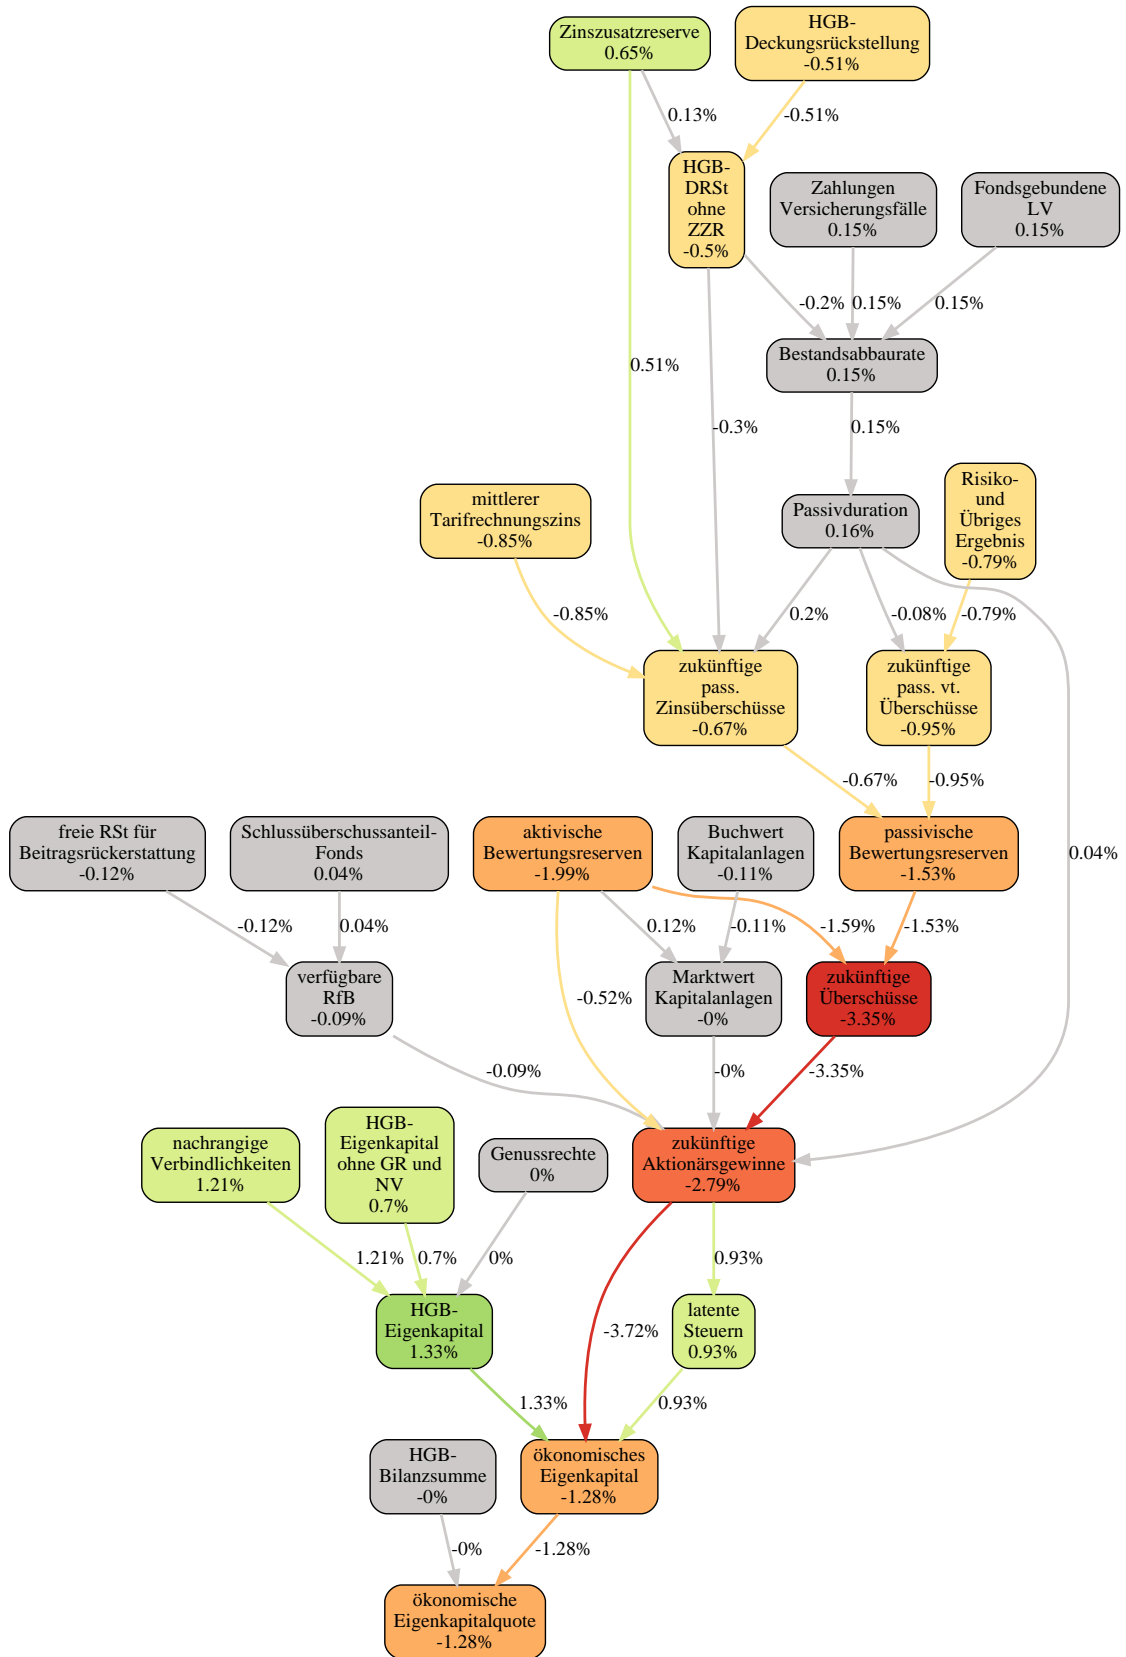 Zinszusatzreserve
0.65%
HGB-
Deckungsrückstellung
-0.51%
0.13%
-0.51%
HGB-
DRSt
ohne
ZZR
-0.5%
Zahlungen
Versicherungsfälle
0.15%
Fondsgebundene
LV
0.15%
-0.2%
0.15%
0.15%
Bestandsabbaurate
0.15%
0.51%
-0.3%
0.15%
mittlerer
Tarifrechnungszins
-0.85%
Passivduration
0.16%
Risiko-
und
Übriges
Ergebnis
-0.79%
-0.85%
0.2%
-0.08%
-0.79%
zukünftige
pass.
Zinsüberschüsse
-0.67%
zukünftige
pass. vt.
Überschüsse
-0.95%
-0.67%
-0.95%
freie RSt für
Beitragsrückerstattung
-0.12%
Schlussüberschussanteil-
Fonds
0.04%
aktivische
Bewertungsreserven
-1.99%
Buchwert
Kapitalanlagen
-0.11%
passivische
Bewertungsreserven
-1.53%
0.04%
-0.12%
0.04%
0.12%
-0.11%
-1.59%
-1.53%
verfügbare
RfB
-0.09%
-0.52%
Marktwert
Kapitalanlagen
-0%
zukünftige
Überschüsse
-3.35%
-0.09%
-0%
-3.35%
nachrangige
Verbindlichkeiten
1.21%
HGB-
Eigenkapital
ohne GR und
NV
0.7%
Genussrechte
0%
zukünftige
Aktionärsgewinne
-2.79%
1.21%
0.7%
0%
0.93%
HGB-
Eigenkapital
1.33%
-3.72%
latente
Steuern
0.93%
1.33%
0.93%
HGB-
Bilanzsumme
-0%
ökonomisches
Eigenkapital
-1.28%
-0%
-1.28%
ökonomische
Eigenkapitalquote
-1.28%